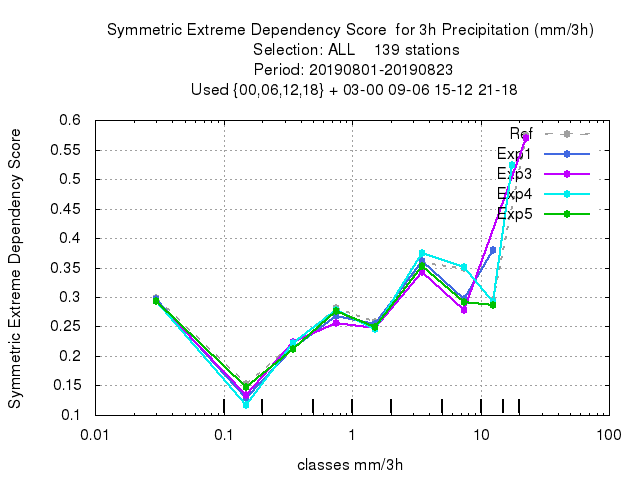 Symmetric Extreme Dependency Score  for 3h Precipitation (mm/3h)
Selection: ALL    139 stations
Period: 20190801-20190823
Used {00,06,12,18} + 03-00 09-06 15-12 21-18
Symmetric Extreme Dependency Score
0.6
0.55
0.5
0.45
0.4
0.35
0.3
0.25
0.2
0.15
0.1
Ref
Exp1
Exp3
Exp4
Exp5
0.01
0.1
1
10
100
classes mm/3h